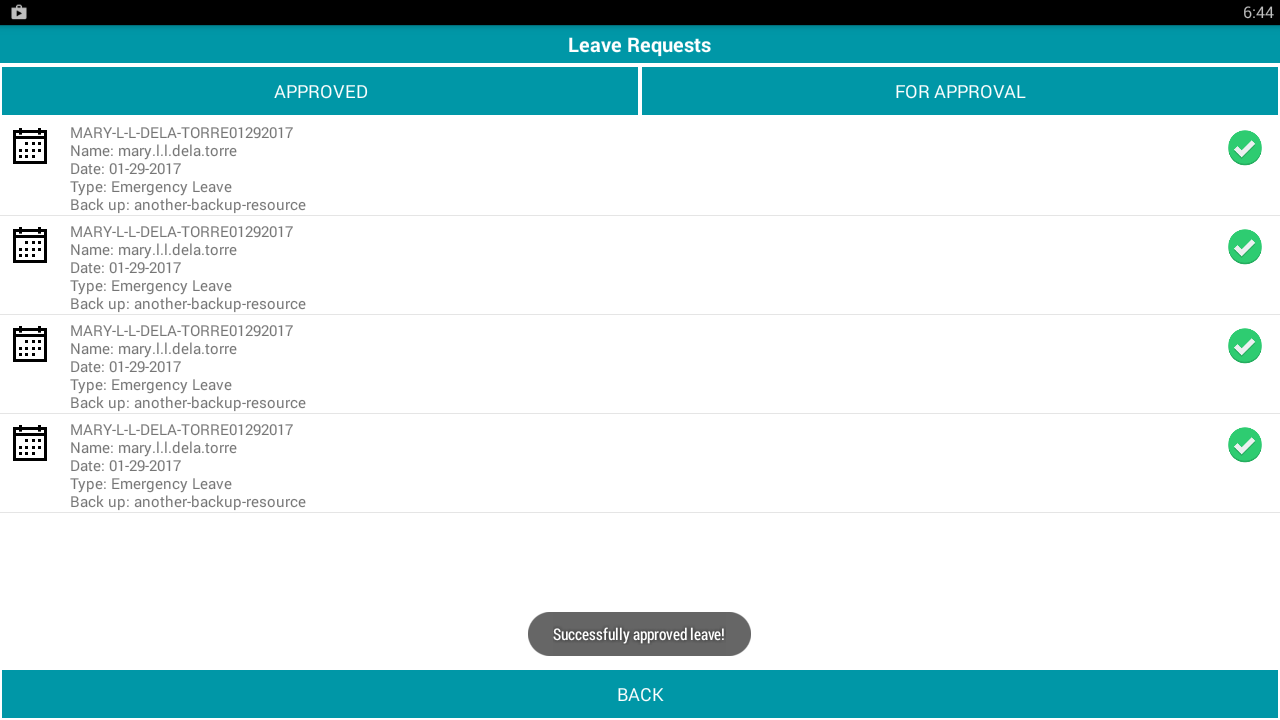 6:44
Leave Requests
APPROVED
FOR APPROVAL
MARY-L-L-DELA-TORRE01292017
Name: mary.l.l.dela.torre
Date: 01-29-2017
Type: Emergency Leave
Back up: another-backup-resource
MARY-L-L-DELA-TORRE01292017
Name: mary.l.l.dela.torre
Date: 01-29-2017
Type: Emergency Leave
Back up: another-backup-resource
MARY-L-L-DELA-TORRE01292017
Name: mary.l.l.dela.torre
Date: 01-29-2017
Type: Emergency Leave
Back up: another-backup-resource
MARY-L-L-DELA-TORRE01292017
Name: mary.l.l.dela.torre
Date: 01-29-2017
Type: Emergency Leave
Back up: another-backup-resource
Successfully approved leave!
BACK